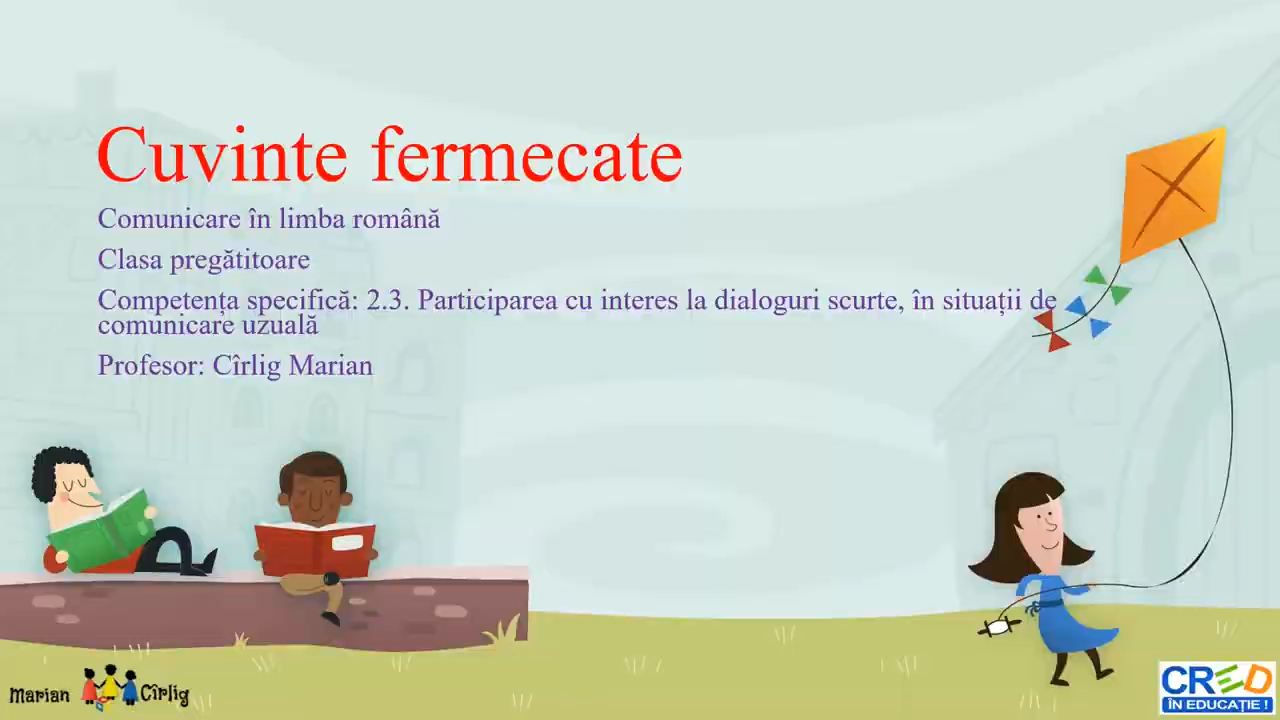 Cuvinte fermecate
Comunicare în limba română
Clasa pregătitoare
Competența specifică: 2.3. Participarea cu interes la dialoguri scurte, în situații de
comunicare uzuală
Profesor: Cîrlig Marian
Marian Cîrlig
CRED
ÎN EDUCAȚIE !